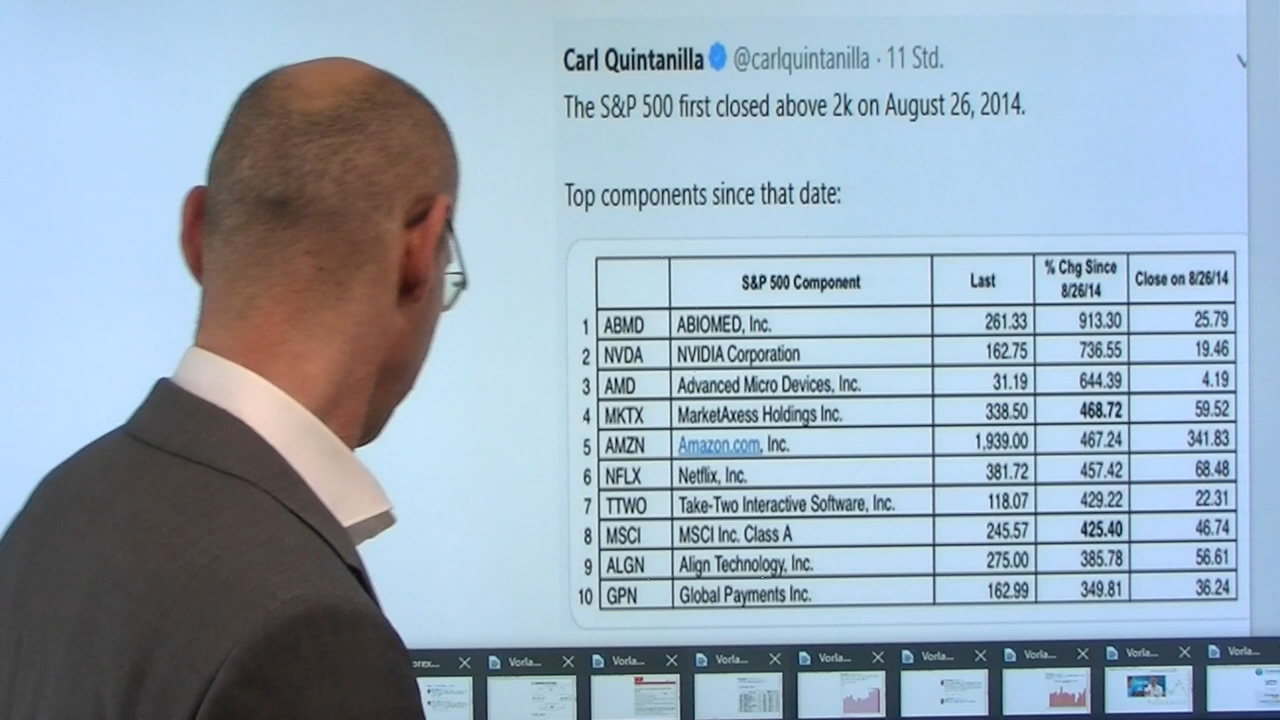 Carl Quintanilla @carlquintanilla · 11 Std.
The S&P 500 first closed above 2k on August 26, 2014.
Top components since that date:
S&P 500 Component Last % Chg Since 8/26/14 Close on 8/26/14
1 ABMD ABIOMED, Inc. 261.33 913.30 25.79
2 NVDA NVIDIA Corporation 162.75 736.55 19.46
3 AMD Advanced Micro Devices, Inc. 31.19 644.39 4.19
4 MKTX MarketAxess Holdings Inc. 338.50 468.72 59.52
5 AMZN Amazon.com, Inc. 1,939.00 467.24 341.83
6 NFLX Netflix, Inc. 381.72 457.42 68.48
7 TTWO Take-Two Interactive Software, Inc. 118.07 429.22 22.31
8 MSCI MSCI Inc. Class A 245.57 425.40 46.74
9 ALGN Align Technology, Inc. 275.00 385.78 56.61
10 GPN Global Payments Inc. 162.99 349.81 36.24
orex... Vorla... Vorla... Vorla... Vorla... Vorla... Vorla... Vorla... Vorla...